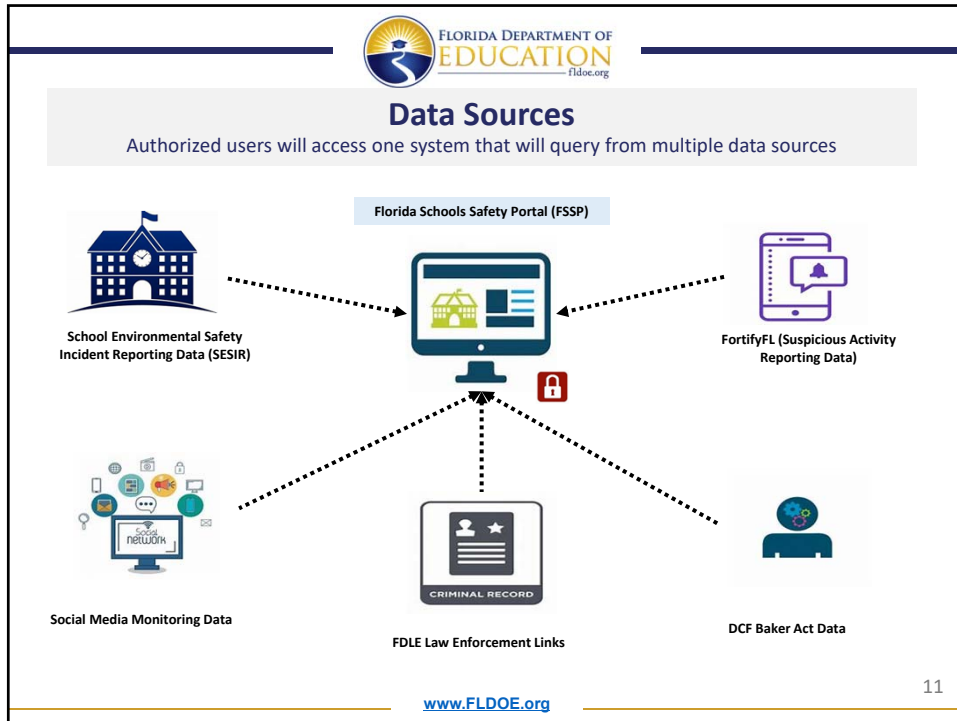 FLORIDA DEPARTMENT OF
EDUCATION
fldoe.org
Data Sources
Authorized users will access one system that will query from multiple data sources
Florida Schools Safety Portal (FSSP)
School Environmental Safety
Incident Reporting Data (SESIR)
FortifyFL (Suspicious Activity
Reporting Data)
Social
network
CRIMINAL RECORD
Social Media Monitoring Data
FDLE Law Enforcement Links
DCF Baker Act Data
www.FLDOE.org
11